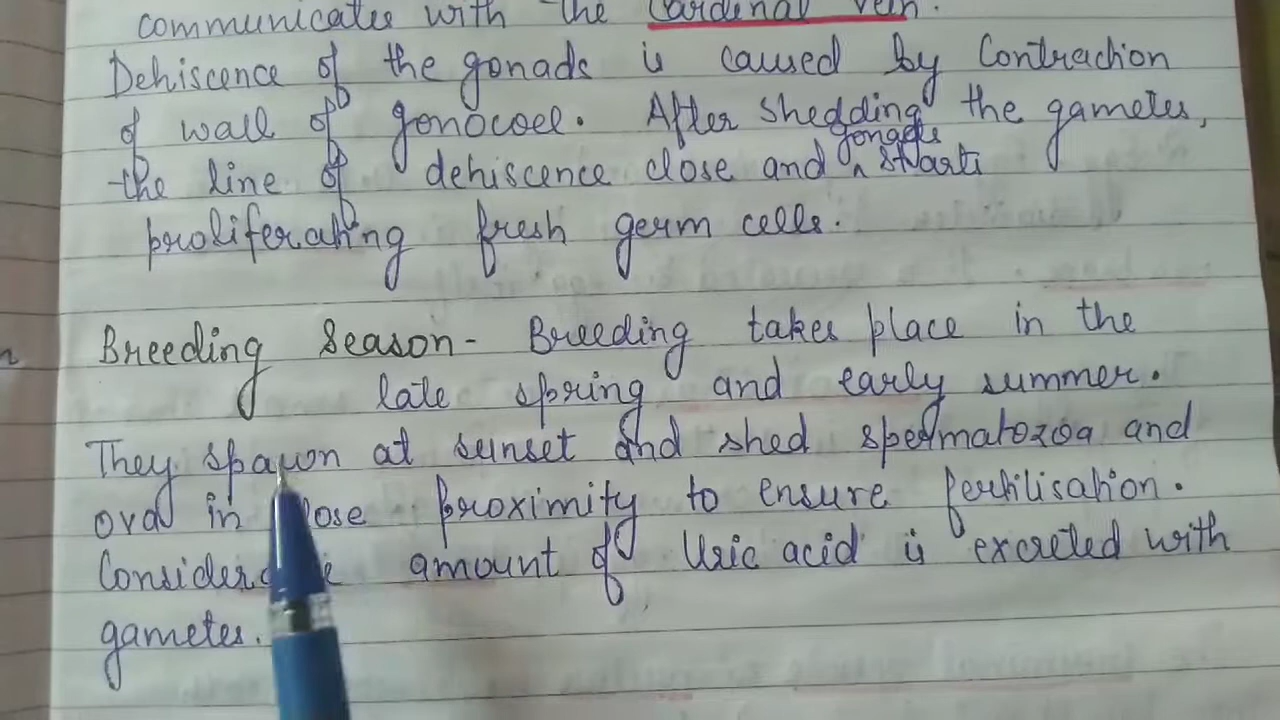 communicates with the Cardinal vein.
Dehiscence of the gonads is caused by Contraction
of wall of gonocoel. After shedding the gametes,
gonads
the line of dehiscence close and ^ starts
proliferating fresh germ cells.
Breeding Season- Breeding takes place in the
late spring and early summer.
They spawn at sunset and shed spermatozoa and
ova in close proximity to ensure fertilisation.
Considerable amount of Uric acid is excreted with
gametes.